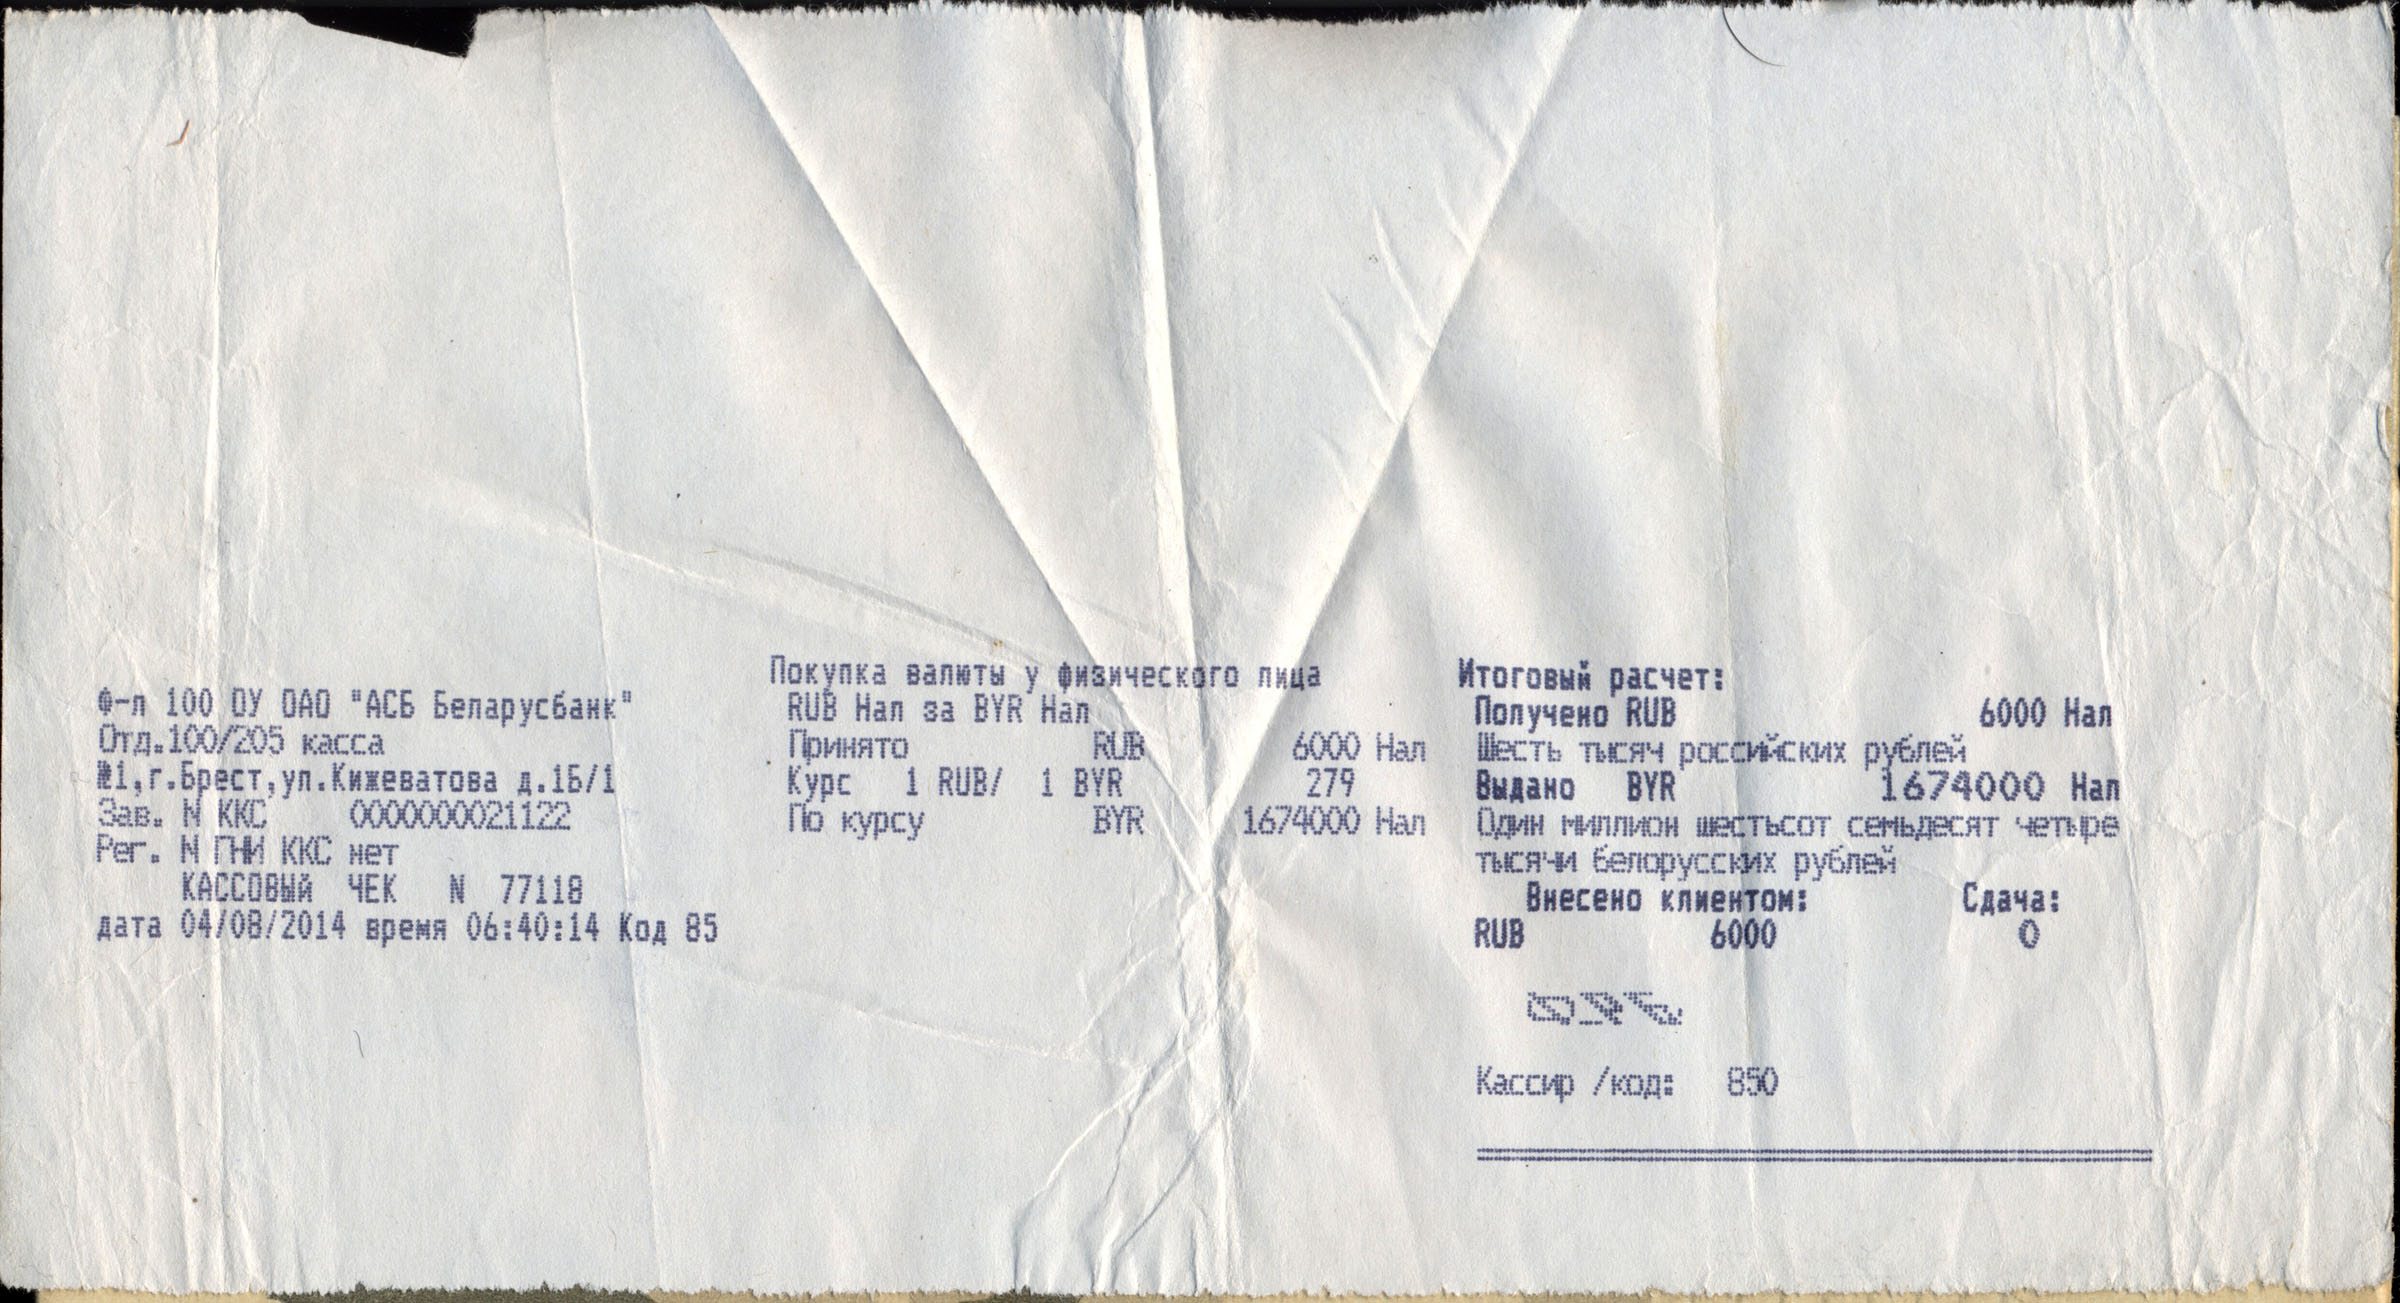 Ф-л 100 ОУ ОАО "АСБ Беларусбанк"
Отд.100/205 касса
№1,г.Брест,ул.Кижеватова д.1Б/1
Зав. N ККС 0000000021122
Рег. N ГНИ ККС нет
КАССОВЫЙ ЧЕК N 77118
дата 04/08/2014 время 06:40:14 Код 85
Покупка валюты у физического лица
RUB Нал за BYR Нал
Принято RUB 6000 Нал
Курс 1 RUB/ 1 BYR 279
По курсу BYR 1674000 Нал
Итоговый расчет:
Получено RUB 6000 Нал
Шесть тысяч российских рублей
Выдано BYR 1674000 Нал
Один миллион шестьсот семьдесят четыре
тысячи белорусских рублей
Внесено клиентом: Сдача:
RUB 6000 0
Кассир /код: 850